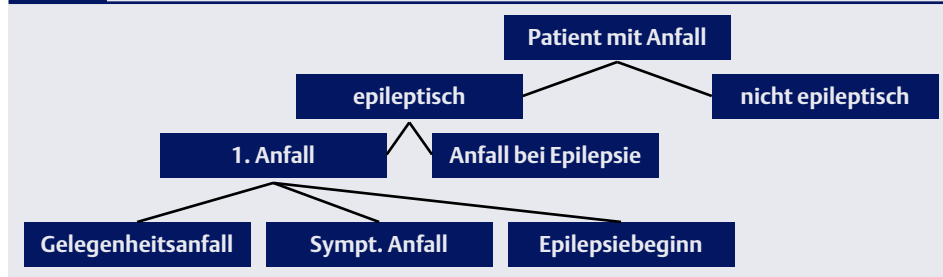 Patient mit Anfall
epileptisch
nicht epileptisch
1. Anfall
Anfall bei Epilepsie
Gelegenheitsanfall
Sympt. Anfall
Epilepsiebeginn